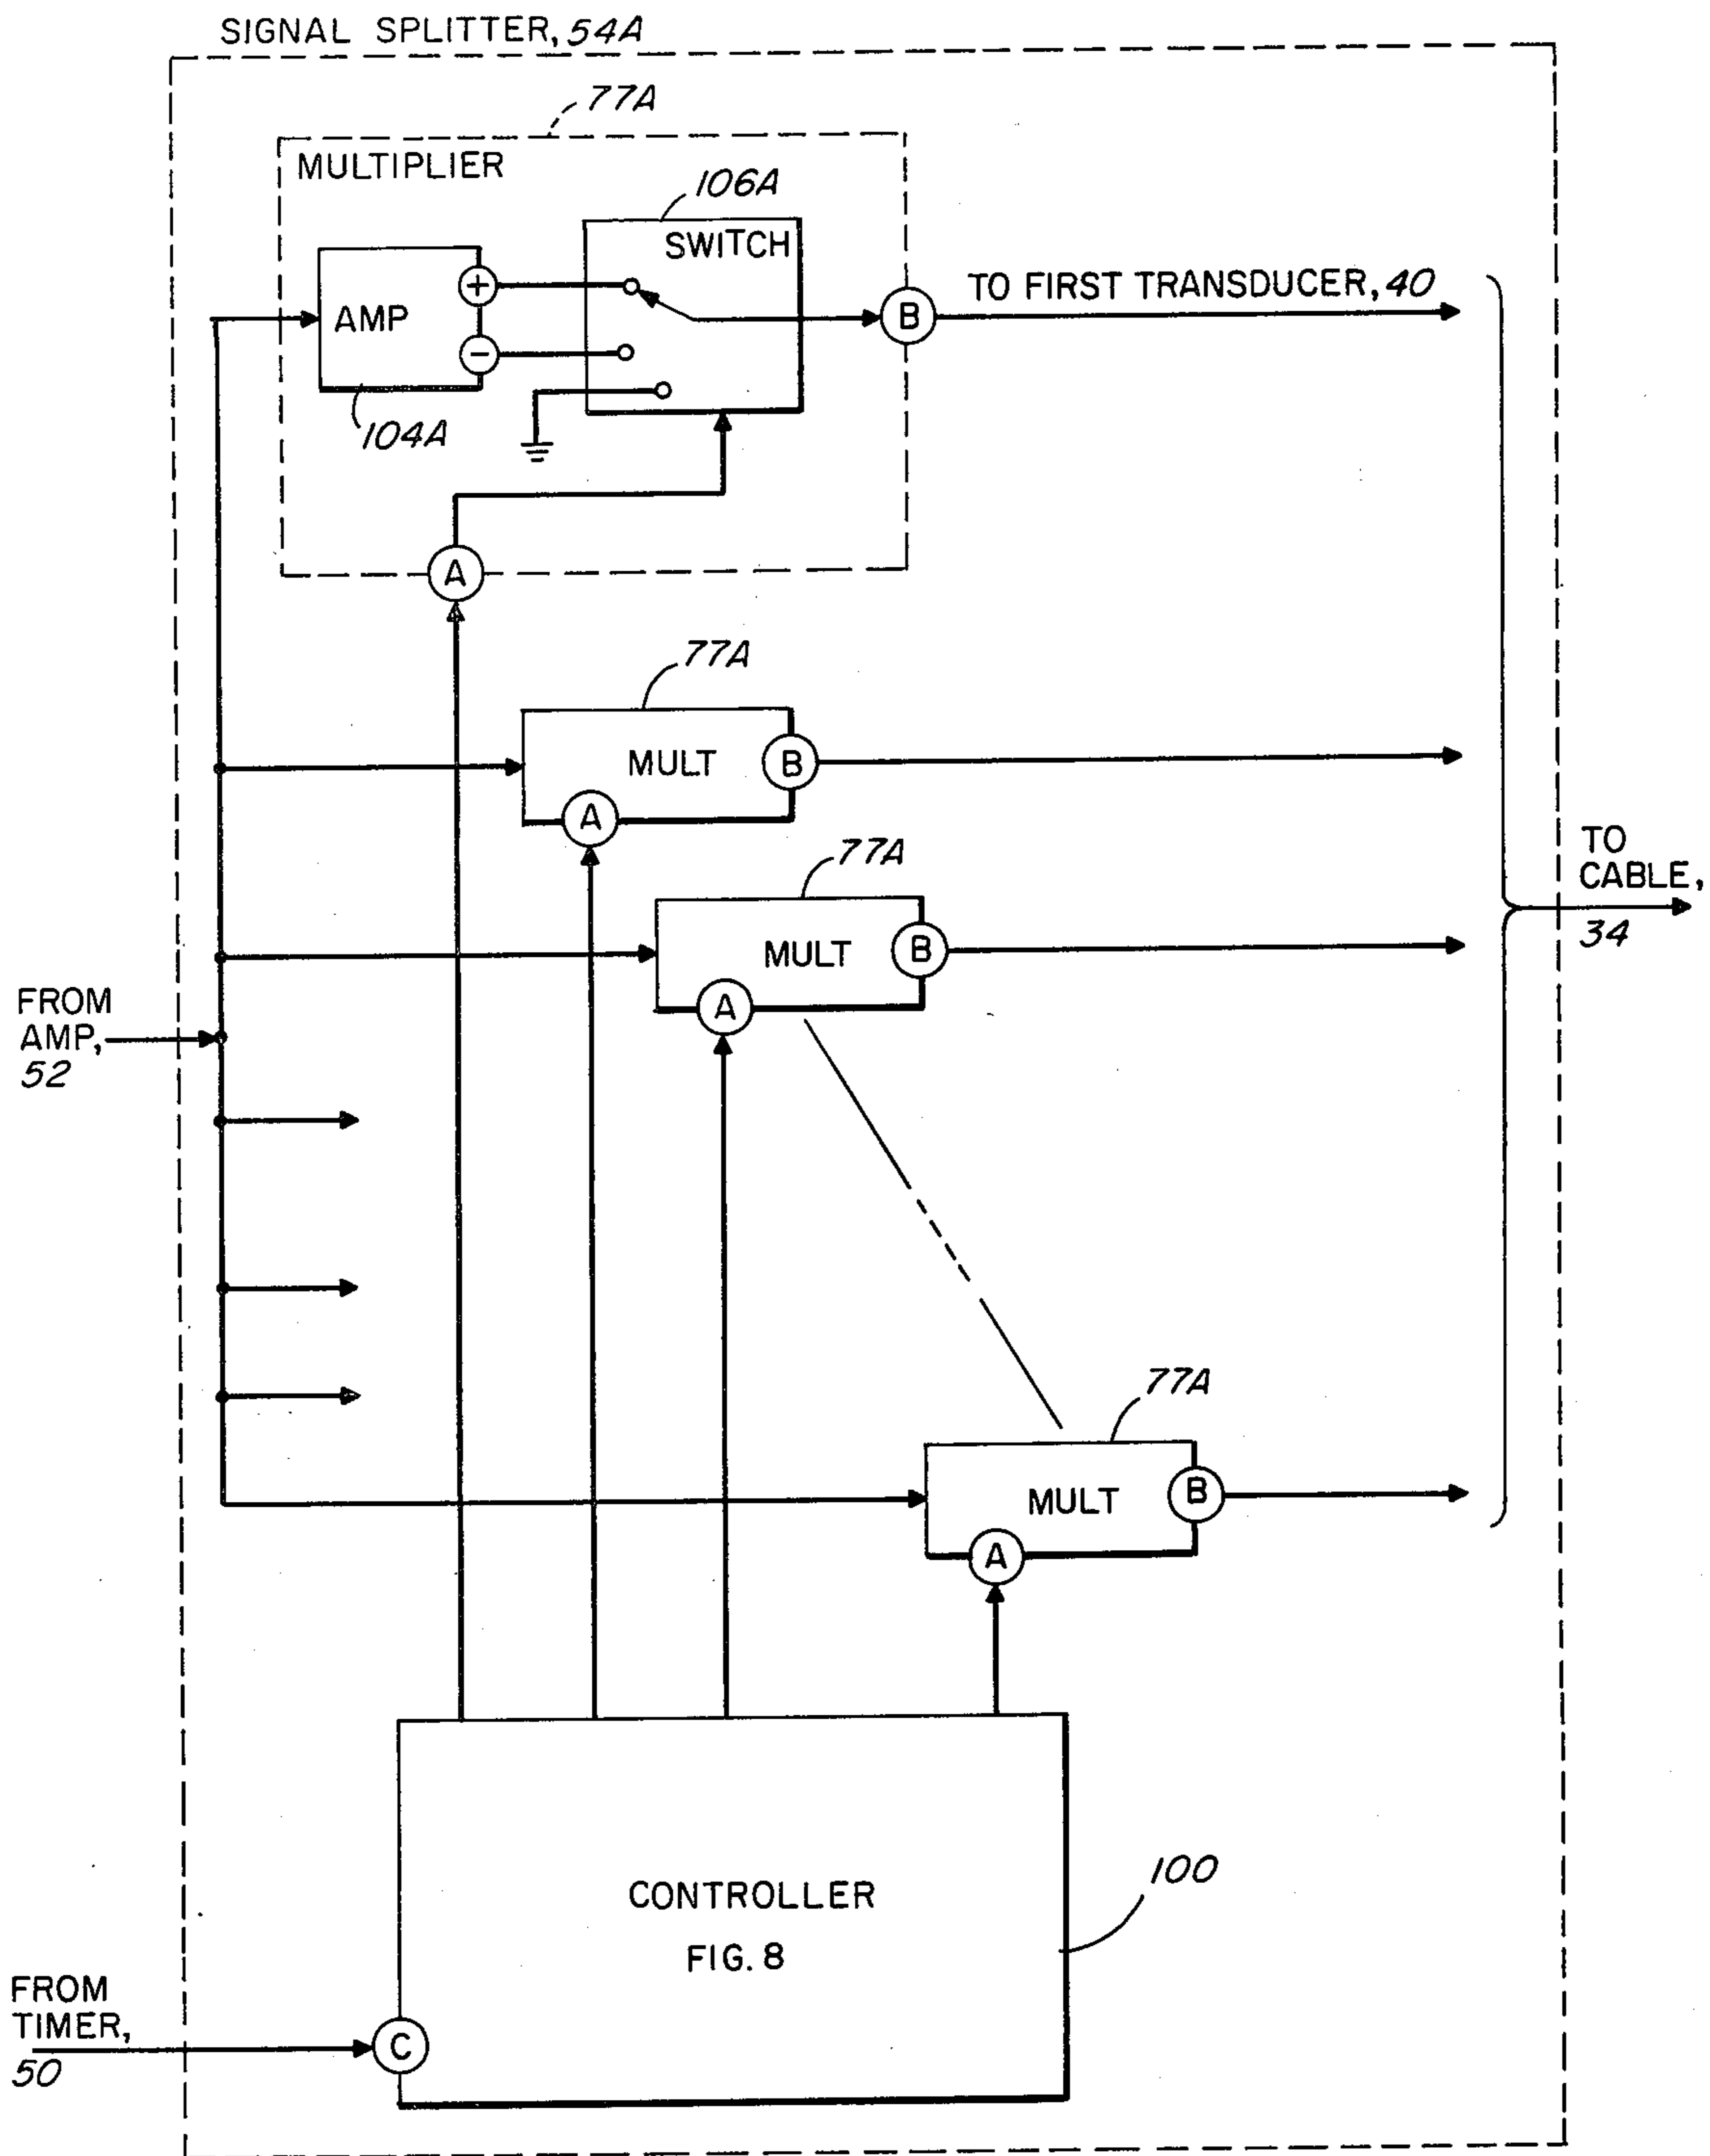 SIGNAL SPLITTER, 54A
77A
MULTIPLIER
106A
SWITCH
AMP
+
−
104A
B
TO FIRST TRANSDUCER, 40
A
77A
MULT
B
A
77A
MULT
B
A
TO
CABLE,
34
FROM
AMP,
52
77A
MULT
B
A
CONTROLLER
FIG. 8
100
FROM
TIMER,
50
C